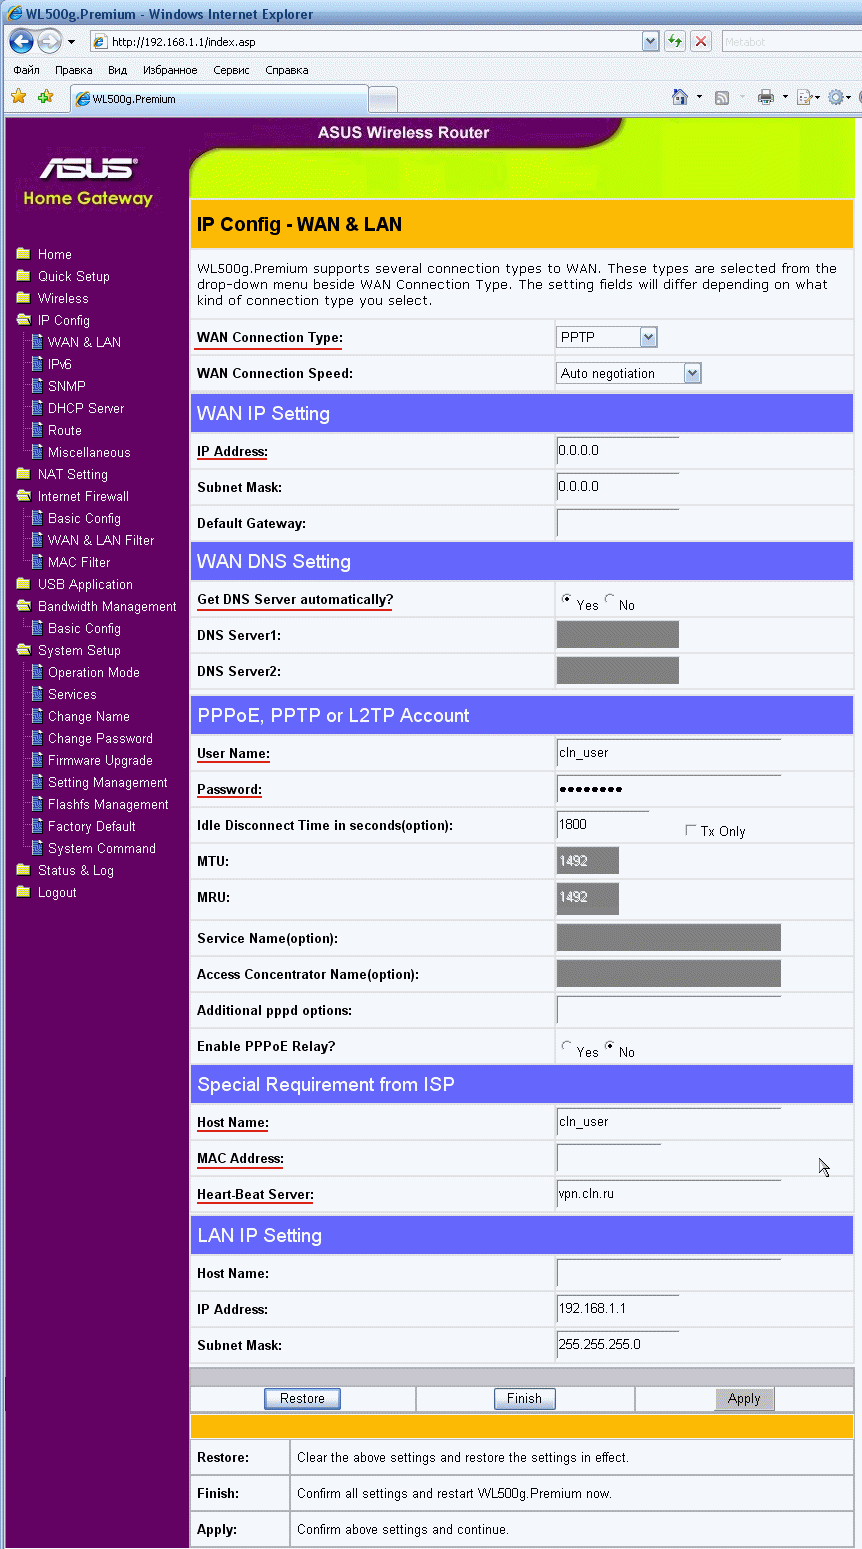 WL500g.Premium - Windows Internet Explorer
http://192.168.1.1/index.asp
Metabot
Файл Правка Вид Избранное Сервис Справка
WL500g.Premium
ASUS Wireless Router
ASUS
Home Gateway
Home
Quick Setup
Wireless
IP Config
WAN & LAN
IPv6
SNMP
DHCP Server
Route
Miscellaneous
NAT Setting
Internet Firewall
Basic Config
WAN & LAN Filter
MAC Filter
USB Application
Bandwidth Management
Basic Config
System Setup
Operation Mode
Services
Change Name
Change Password
Firmware Upgrade
Setting Management
Flashfs Management
Factory Default
System Command
Status & Log
Logout
IP Config - WAN & LAN
WL500g.Premium supports several connection types to WAN. These types are selected from the
drop-down menu beside WAN Connection Type. The setting fields will differ depending on what
kind of connection type you select.
WAN Connection Type: PPTP
WAN Connection Speed: Auto negotiation
WAN IP Setting
IP Address: 0.0.0.0
Subnet Mask: 0.0.0.0
Default Gateway:
WAN DNS Setting
Get DNS Server automatically? Yes No
DNS Server1:
DNS Server2:
PPPoE, PPTP or L2TP Account
User Name: cln_user
Password: ●●●●●●●●
Idle Disconnect Time in seconds(option): 1800 Tx Only
MTU: 1492
MRU: 1492
Service Name(option):
Access Concentrator Name(option):
Additional pppd options:
Enable PPPoE Relay? Yes No
Special Requirement from ISP
Host Name: cln_user
MAC Address:
Heart-Beat Server: vpn.cln.ru
LAN IP Setting
Host Name:
IP Address: 192.168.1.1
Subnet Mask: 255.255.255.0
Restore Finish Apply
Restore: Clear the above settings and restore the settings in effect.
Finish: Confirm all settings and restart WL500g.Premium now.
Apply: Confirm above settings and continue.